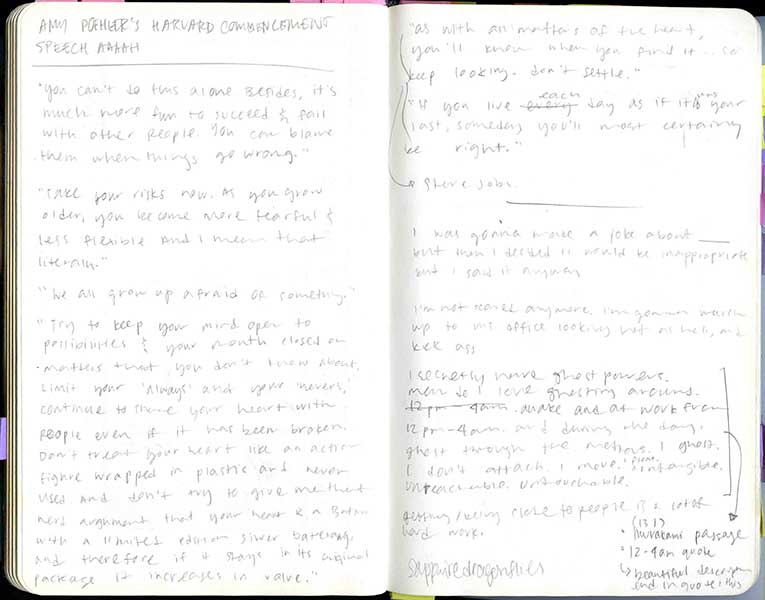 AMY POEHLER'S HARVARD COMMENCEMENT
SPEECH AAAAH
"You can't do this alone. Besides, it's
much more fun to succeed & fail
with other people. You can blame
them when things go wrong."
"Take your risks now. As you grow
older, you become more fearful &
less flexible. And I mean that
literally."
"We all grow up afraid of something."
"Try to keep your mind open to
possibilities & your mouth closed on
matters that you don't know about.
Limit your 'always' and your 'nevers,'
continue to share your heart with
people even if it has been broken.
Don't treat your heart like an action
figure wrapped in plastic and never
used. And don't try to give me that
nerd argument that your heart is a Batman
with a limited edition silver batarang
and therefore if it stays in its original
package it increases in value."
"as with all matters of the heart,
you'll know when you find it... so
keep looking. don't settle."
"If you live every each day as if it was your
last, someday you'll most certainly
be right."
Steve Jobs.
I was gonna make a joke about ___
but then I decided it would be inappropriate
but I said it anyway
I'm not scared anymore. I'm gonna march
up to his office looking hot as hell, and
kick ass
I secretly have ghost powers.
man do I love ghosting around.
12pm-4am. awake and at work from
12pm-4am. and during the day,
ghost through the. I ghost.
I don't attach. I move. intangible.
Unreachable. Untouchable.
getting/being close to people is a lot of
hard work.
(131)
• Murakami passage
• 12-4am quote
↳ beautiful description
end in quote: this
sapphiredragonflies